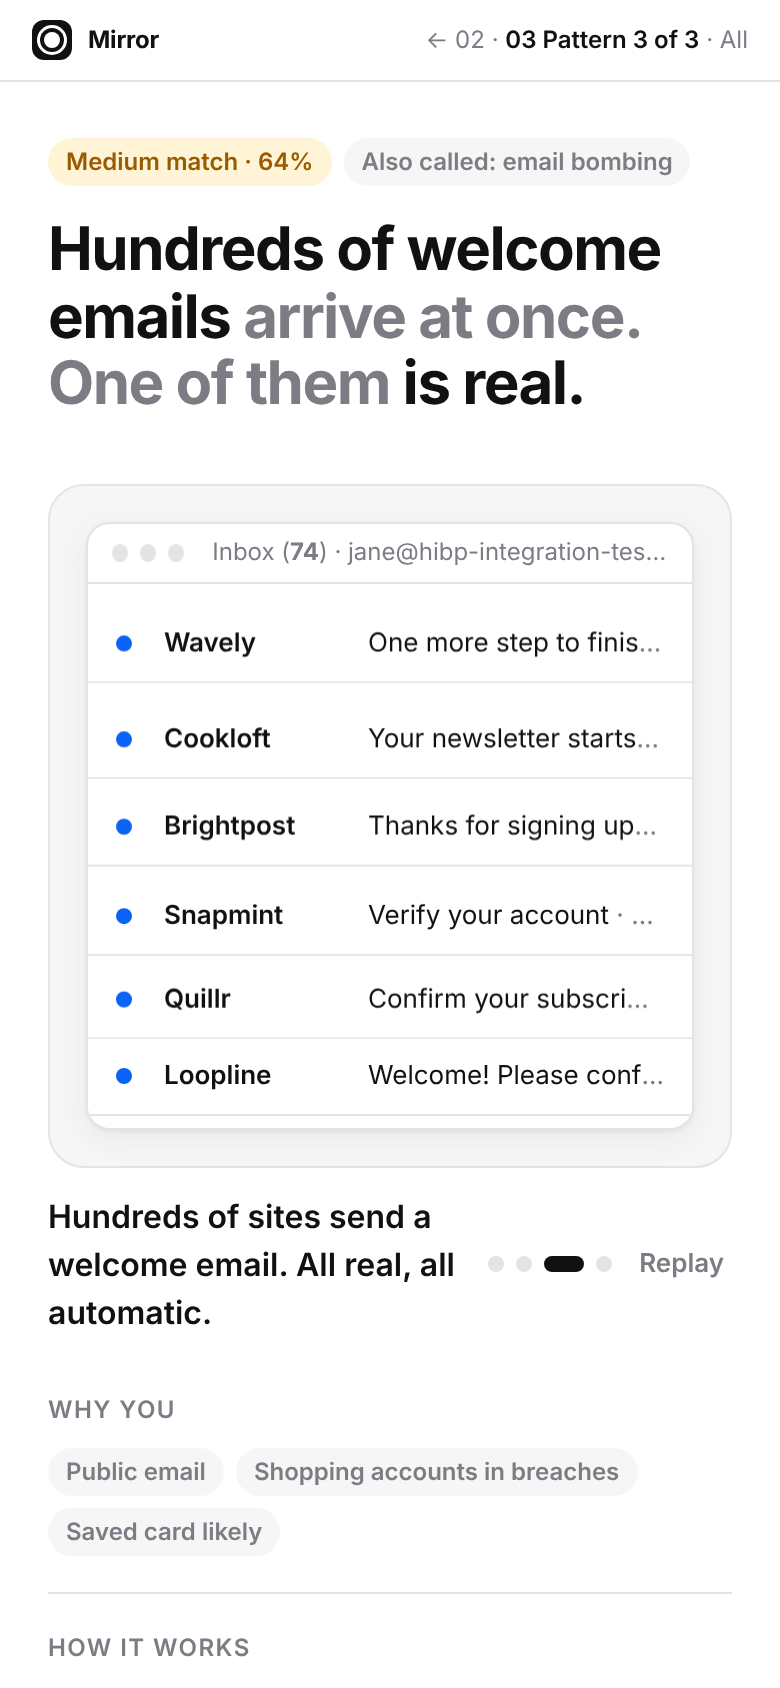 Mirror
← 02 · 03 Pattern 3 of 3 · All
Medium match · 64%
Also called: email bombing
Hundreds of welcome
emails arrive at once.
One of them is real.
Inbox (74) · jane@hibp-integration-tes...
Wavely One more step to finis...
Cookloft Your newsletter starts...
Brightpost Thanks for signing up...
Snapmint Verify your account · ...
Quillr Confirm your subscri...
Loopline Welcome! Please conf...
Hundreds of sites send a
welcome email. All real, all
automatic.
Replay
WHY YOU
Public email
Shopping accounts in breaches
Saved card likely
HOW IT WORKS